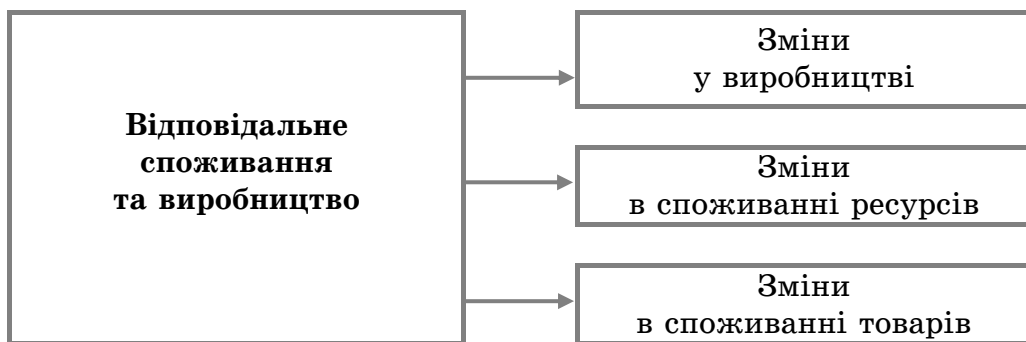 Відповідальне
споживання
та виробництво
Зміни
у виробництві
Зміни
в споживанні ресурсів
Зміни
в споживанні товарів